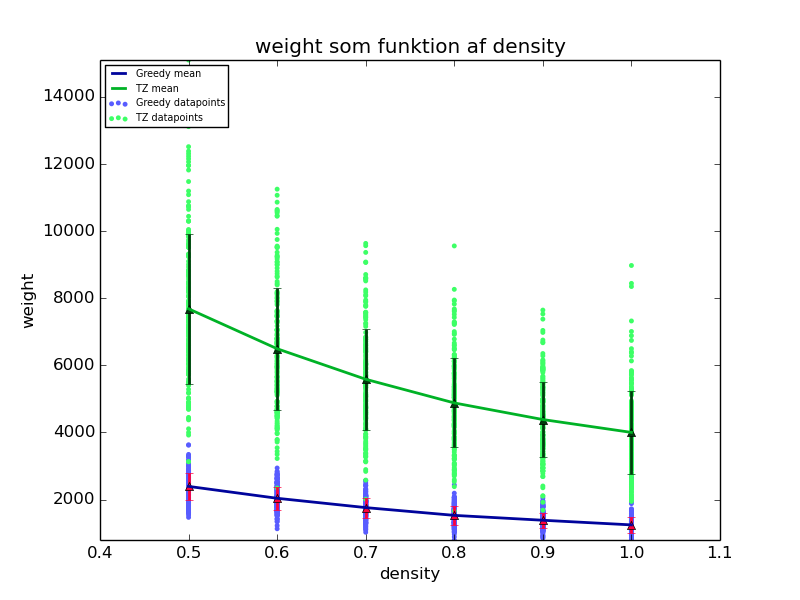 weight som funktion af density
Greedy mean
TZ mean
Greedy datapoints
TZ datapoints
14000
12000
10000
8000
6000
4000
2000
weight
0.4 0.5 0.6 0.7 0.8 0.9 1.0 1.1
density